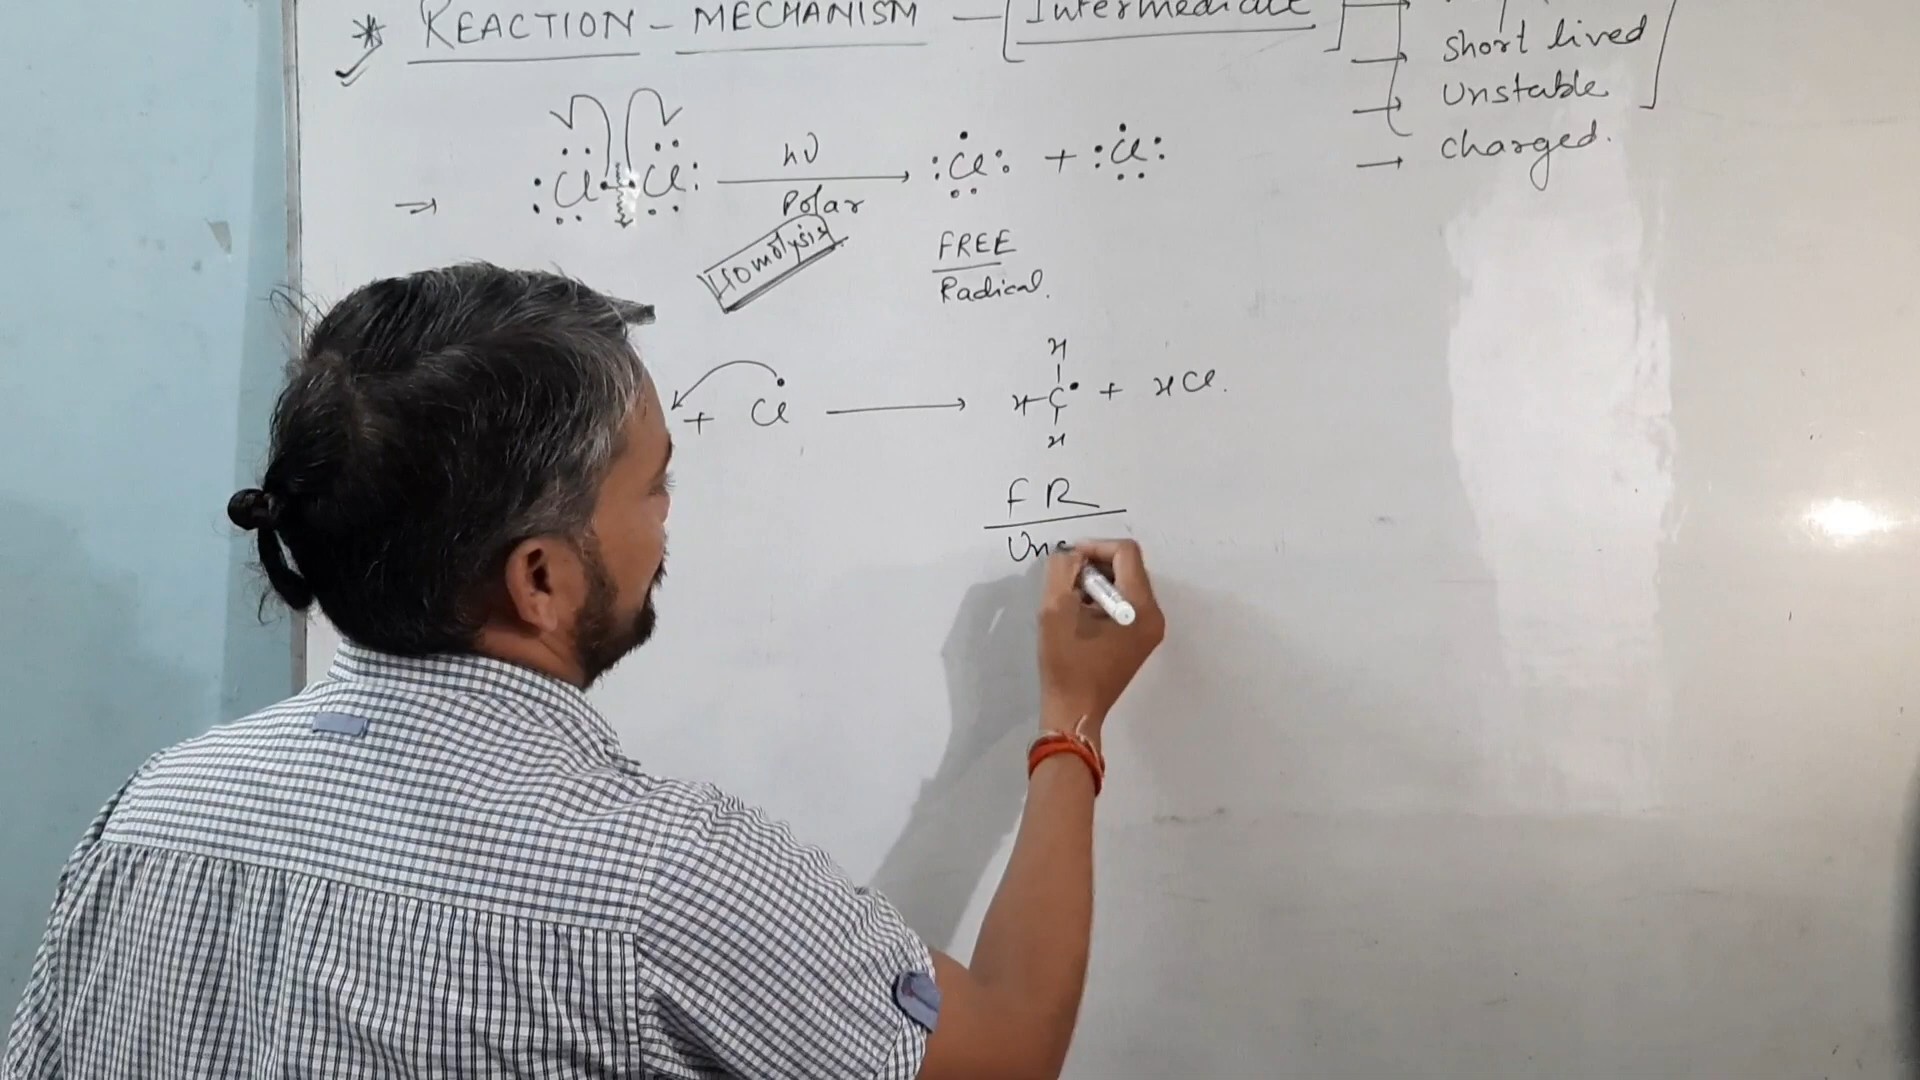 * REACTION - MECHANISM - [Intermediate]
→ short lived
→ Unstable
→ charged.
→ :Cl·|·Cl: hν → :Cl: + :Cl:
Polar
Homolysis
FREE
Radical.
H
+ Cl → H-C• + HCl.
H
FR
Uns